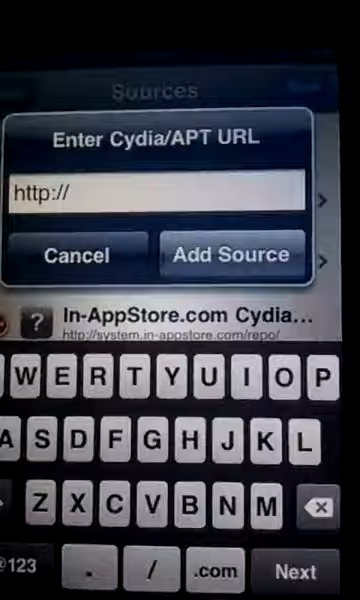 Sources
Enter Cydia/APT URL
http://
Cancel
Add Source
?
In-AppStore.com Cydia...
http://system.in-appstore.com/repo/
W E R T Y U I O P
A S D F G H J K L
Z X C V B N M
@123 . / .com Next